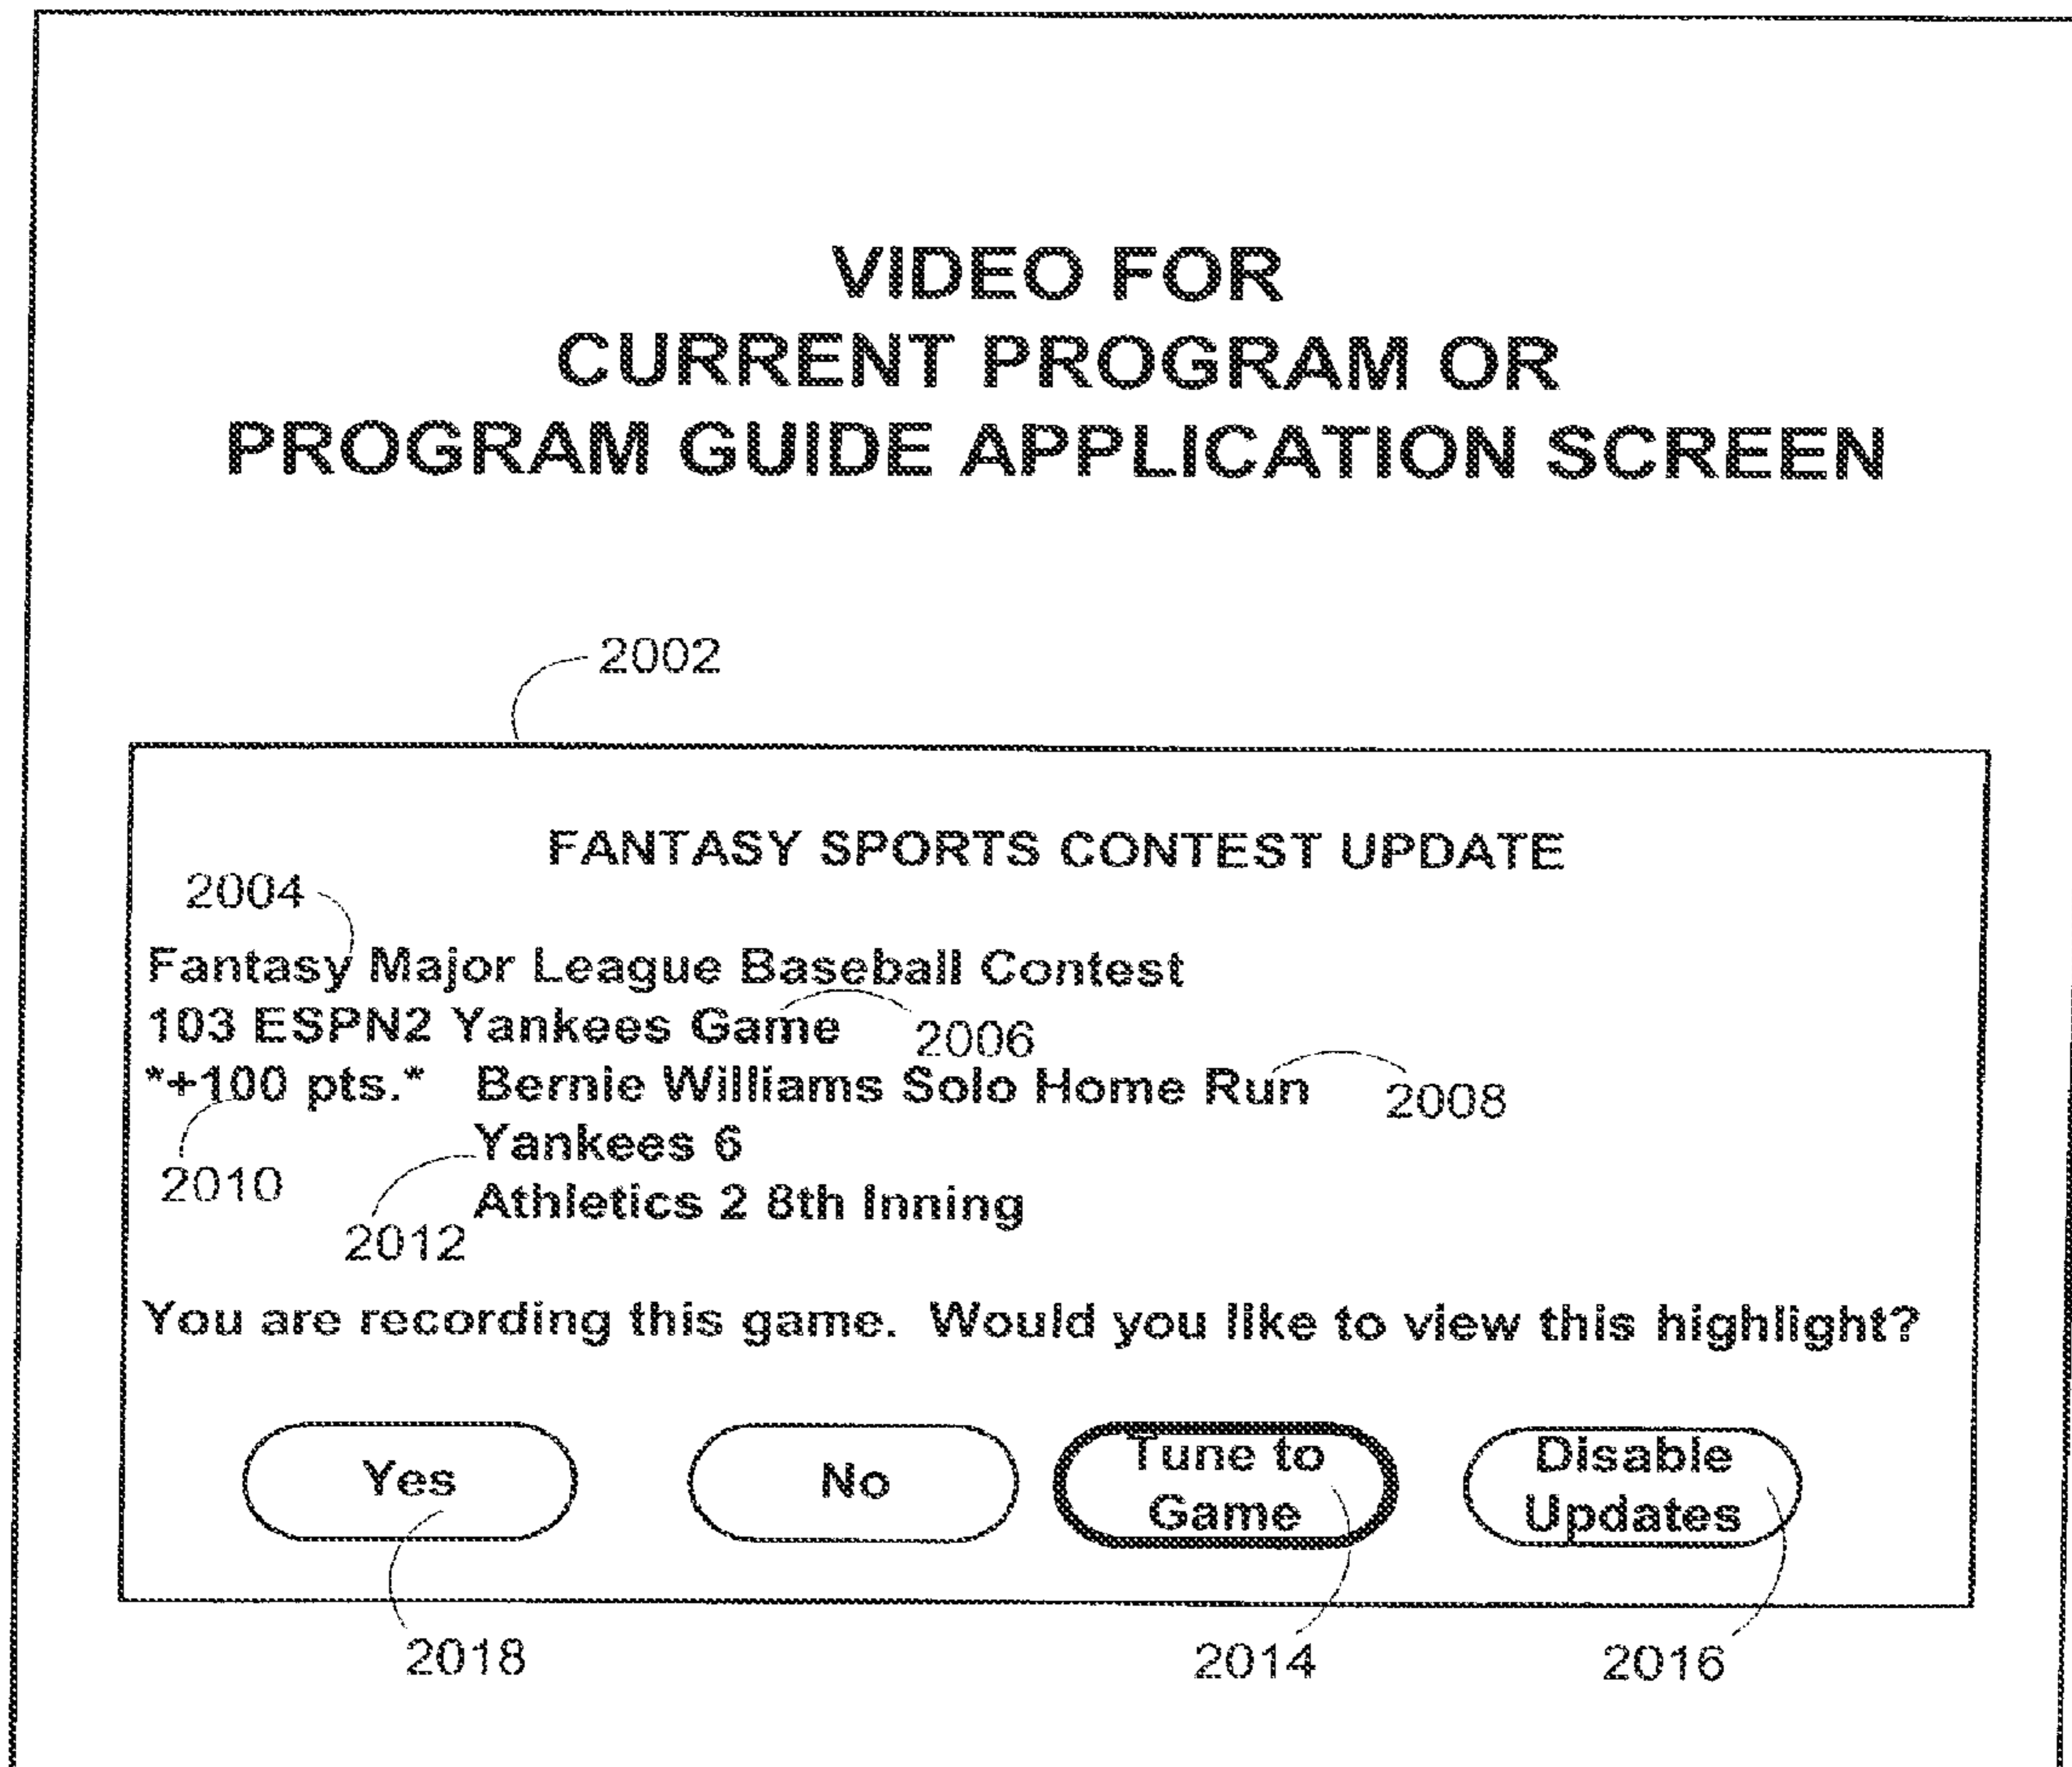 VIDEO FOR
CURRENT PROGRAM OR
PROGRAM GUIDE APPLICATION SCREEN
2002
FANTASY SPORTS CONTEST UPDATE
2004
Fantasy Major League Baseball Contest
103 ESPN2 Yankees Game
2006
*+100 pts.* Bernie Williams Solo Home Run
2008
Yankees 6
2010
Athletics 2 8th Inning
2012
You are recording this game. Would you like to view this highlight?
Yes
No
Tune to
Game
Disable
Updates
2018
2014
2016